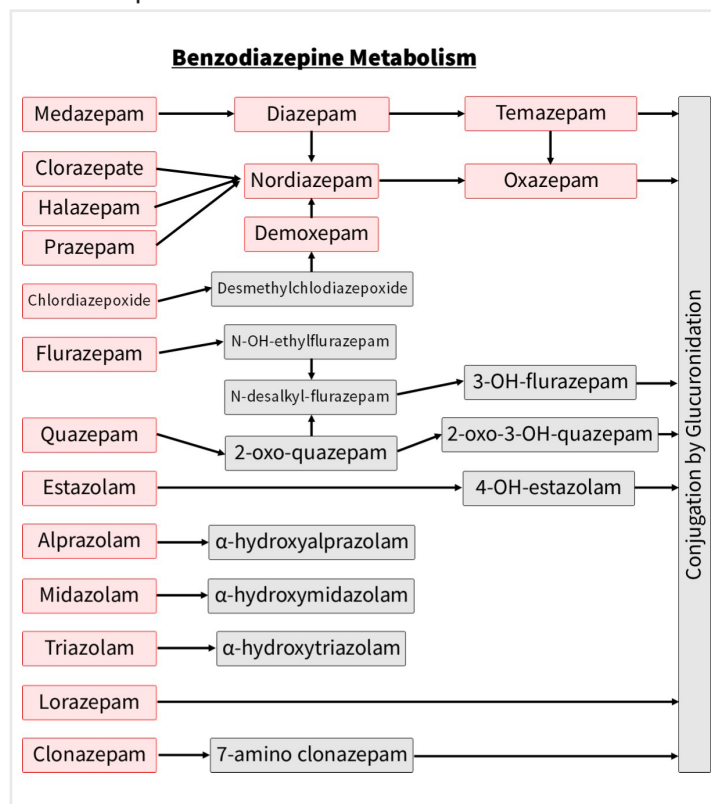 Benzodiazepine Metabolism
Medazepam
Diazepam
Temazepam
Clorazepate
Nordiazepam
Oxazepam
Halazepam
Prazepam
Demoxepam
Chlordiazepoxide
Desmethylchlodiazepoxide
Flurazepam
N-OH-ethylflurazepam
N-desalkyl-flurazepam
3-OH-flurazepam
Quazepam
2-oxo-quazepam
2-oxo-3-OH-quazepam
Estazolam
4-OH-estazolam
Alprazolam
α-hydroxyalprazolam
Midazolam
α-hydroxymidazolam
Triazolam
α-hydroxytriazolam
Lorazepam
Clonazepam
7-amino clonazepam
Conjugation by Glucuronidation